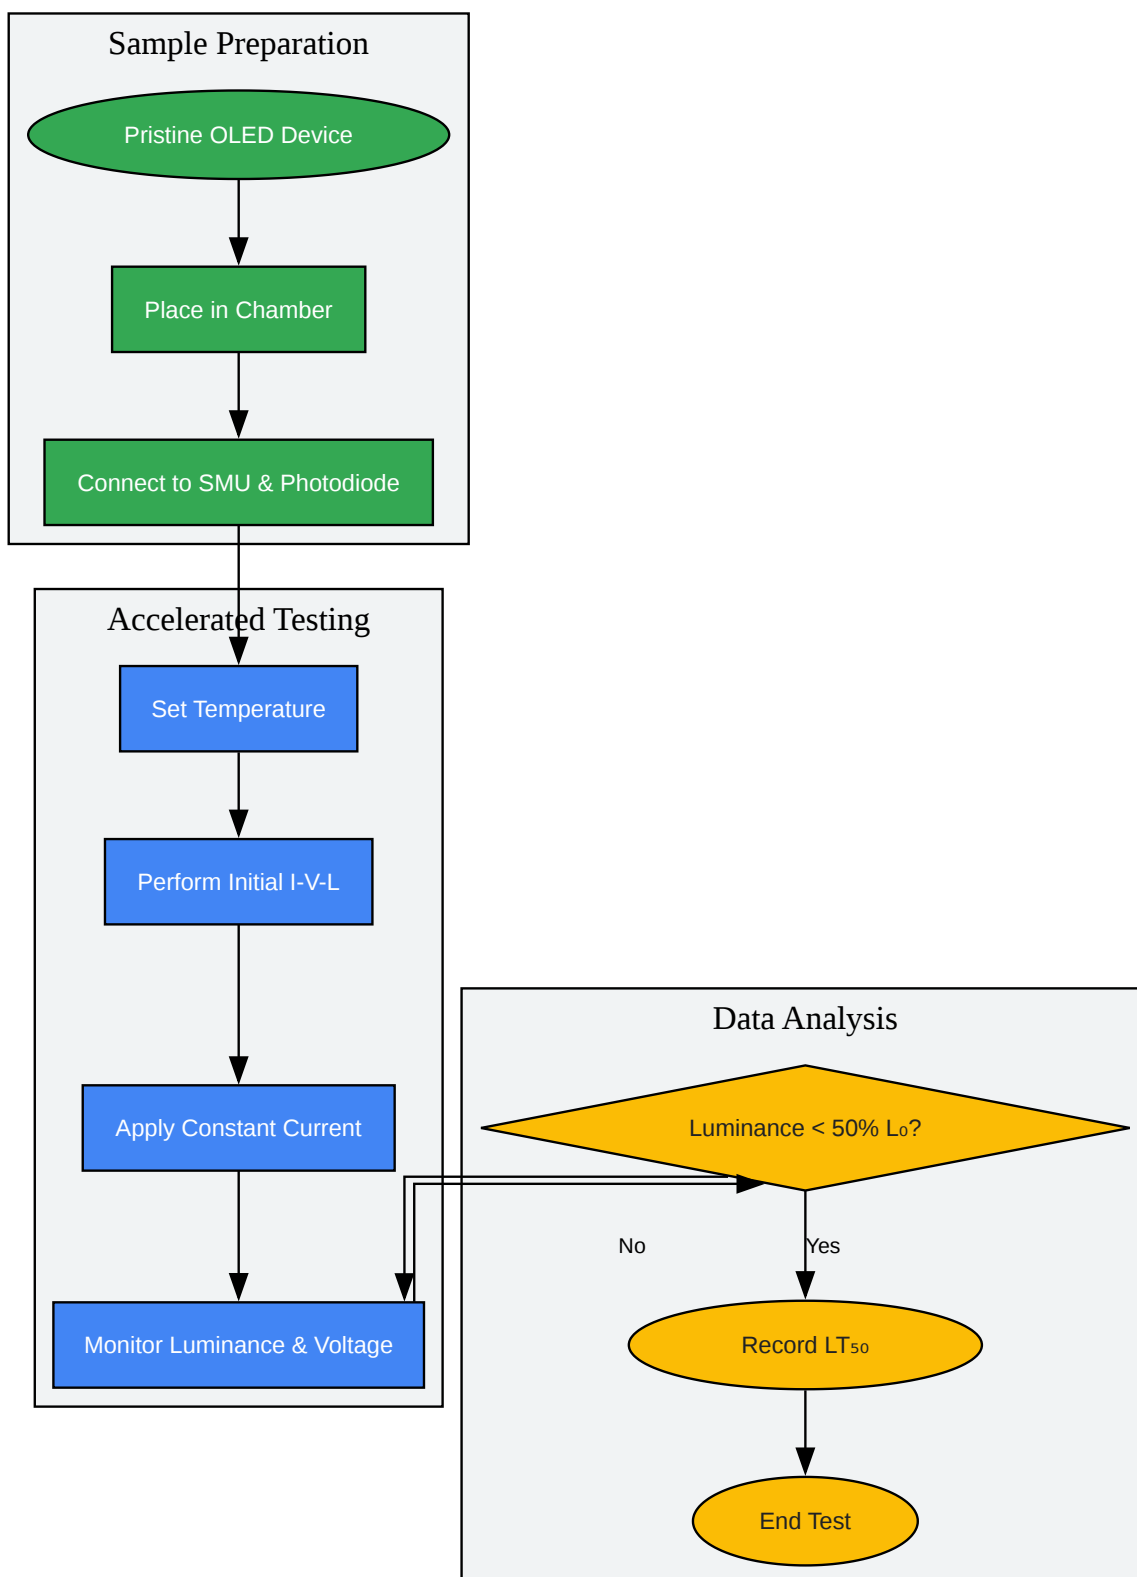 Sample Preparation
Pristine OLED Device
Place in Chamber
Connect to SMU & Photodiode
Accelerated Testing
Set Temperature
Perform Initial I-V-L
Apply Constant Current
Monitor Luminance & Voltage
Data Analysis
Luminance < 50% L₀?
No
Yes
Record LT₅₀
End Test